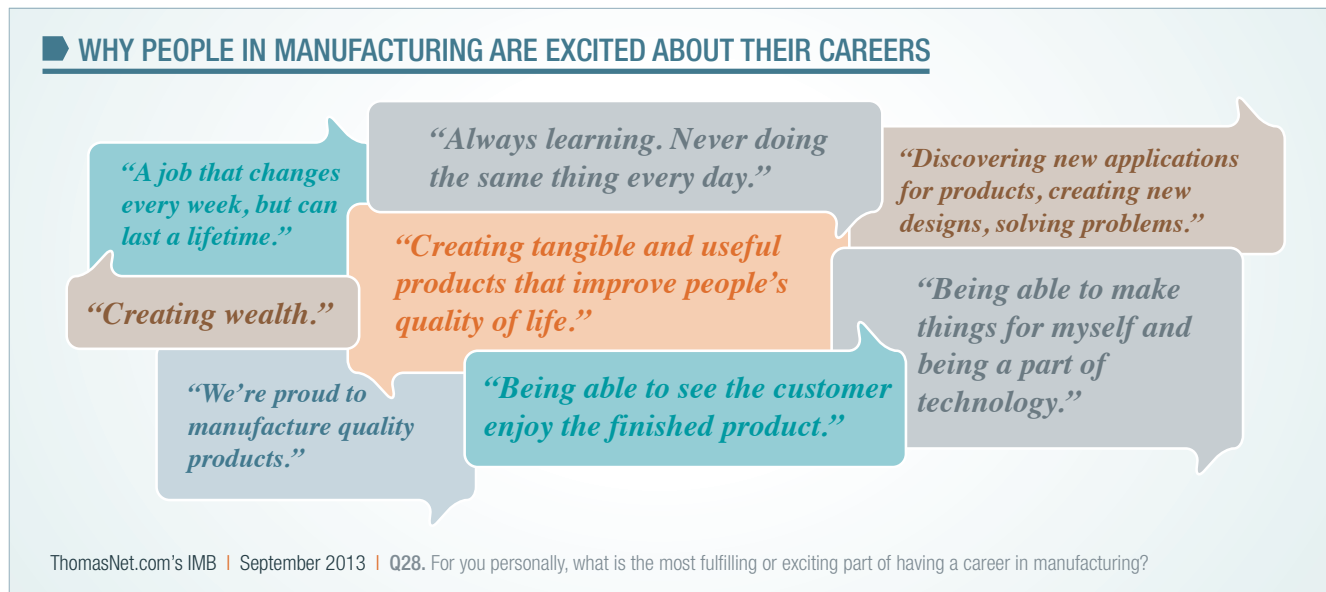 WHY PEOPLE IN MANUFACTURING ARE EXCITED ABOUT THEIR CAREERS
“A job that changes
every week, but can
last a lifetime.”
“Always learning. Never doing
the same thing every day.”
“Discovering new applications
for products, creating new
designs, solving problems.”
“Creating wealth.”
“Creating tangible and useful
products that improve people’s
quality of life.”
“Being able to make
things for myself and
being a part of
technology.”
“We’re proud to
manufacture quality
products.”
“Being able to see the customer
enjoy the finished product.”
ThomasNet.com’s IMB | September 2013 | Q28. For you personally, what is the most fulfilling or exciting part of having a career in manufacturing?